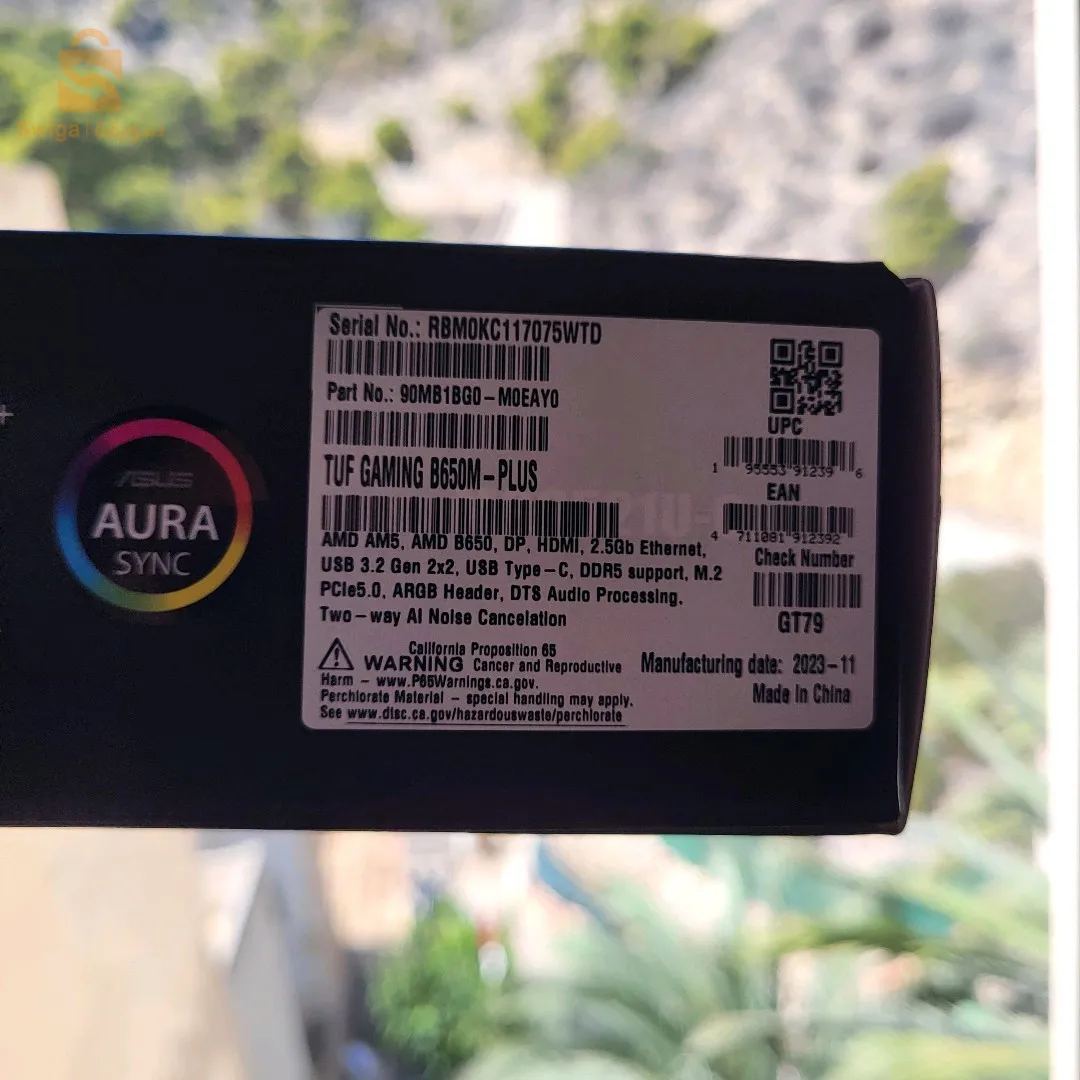 ASUS
AURA
SYNC
Serial No.: RBM0KC117075WTD
Part No.: 90MB1BG0-M0EAY0
UPC
1 95553 91239 6
TUF GAMING B650M-PLUS
EAN
4 711081 912392
AMD AM5, AMD B650, DP, HDMI, 2.5Gb Ethernet,
USB 3.2 Gen 2x2, USB Type-C, DDR5 support, M.2
PCIe5.0, ARGB Header, DTS Audio Processing,
Two-way AI Noise Cancelation
Check Number
GT79
California Proposition 65
WARNING Cancer and Reproductive
Harm - www.P65Warnings.ca.gov.
Perchlorate Material - special handling may apply.
See www.dtsc.ca.gov/hazardouswaste/perchlorate
Manufacturing date: 2023-11
Made In China